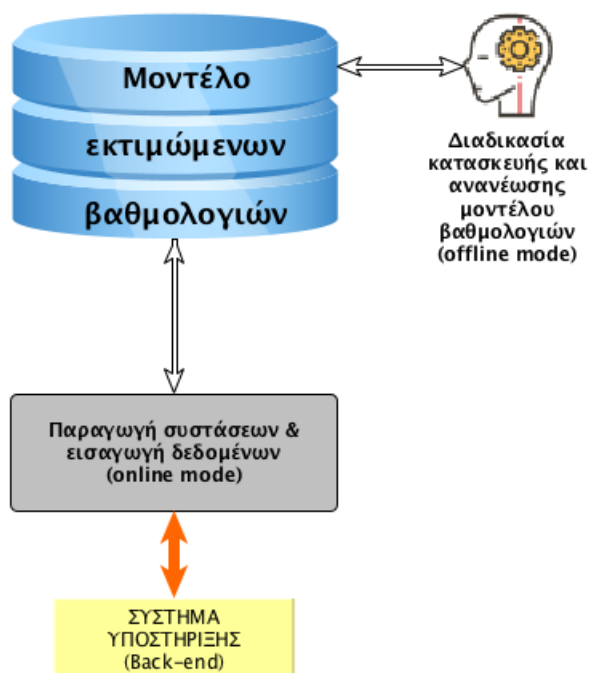 Μοντέλο
εκτιμώμενων
βαθμολογιών
Διαδικασία
κατασκευής και
ανανέωσης
μοντέλου
βαθμολογιών
(offline mode)
Παραγωγή συστάσεων &
εισαγωγή δεδομένων
(online mode)
ΣΥΣΤΗΜΑ
ΥΠΟΣΤΗΡΙΞΗΣ
(Back-end)